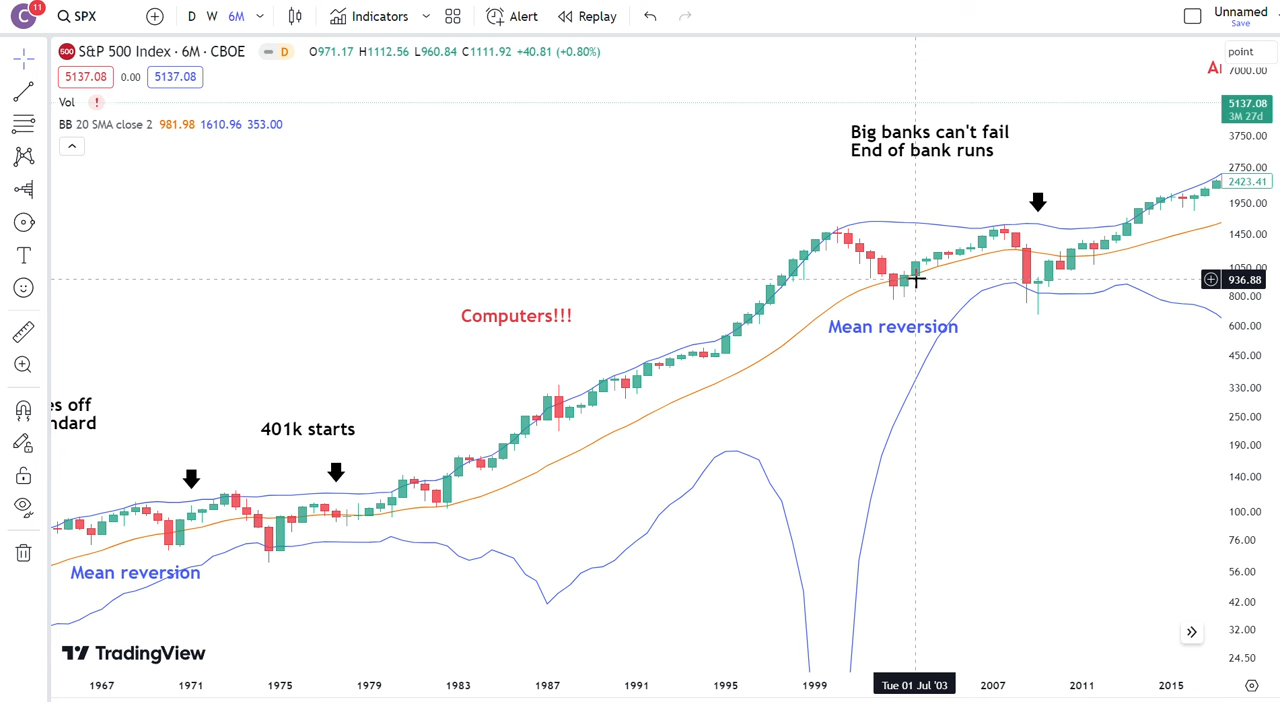 C
11
SPX
D W 6M
Indicators
Alert
Replay
Unnamed
Save
500 S&P 500 Index · 6M · CBOE
D
O971.17 H1112.56 L960.84 C1111.92 +40.81 (+0.80%)
5137.08 0.00 5137.08
Vol !
BB 20 SMA close 2 981.98 1610.96 353.00
point
7000.00
5137.08
3M 27d
3750.00
2750.00
2423.41
1950.00
1450.00
1050.00
936.88
800.00
600.00
450.00
330.00
250.00
190.00
140.00
100.00
76.00
56.00
42.00
32.00
24.50
Big banks can't fail
End of bank runs
Computers!!!
Mean reversion
es off
ndard
401k starts
Mean reversion
TradingView
1967 1971 1975 1979 1983 1987 1991 1995 1999 Tue 01 Jul '03 2007 2011 2015